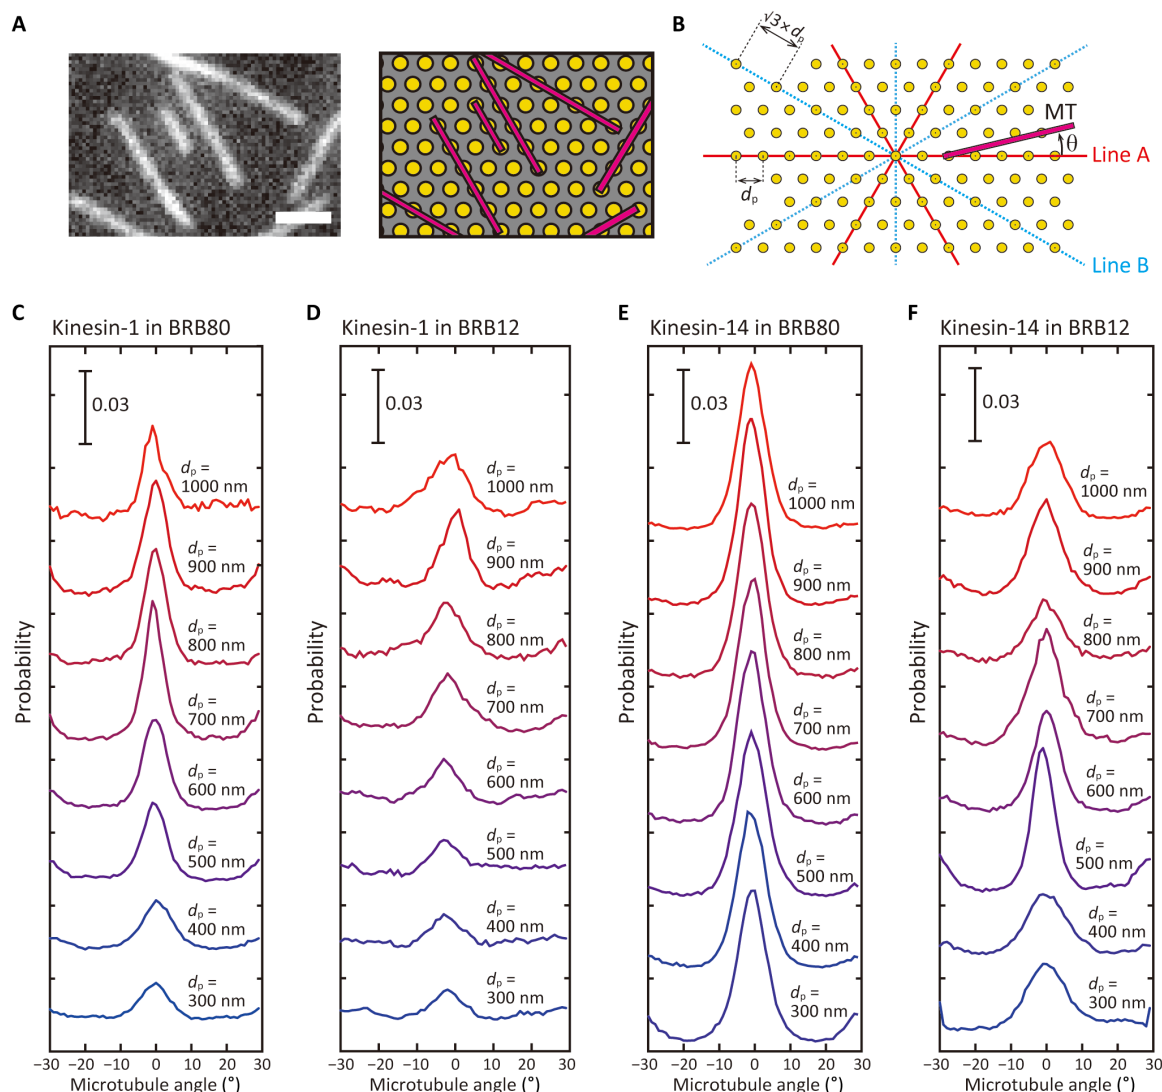 A
B
√3× dₚ
MT
θ
Line A
dₚ
Line B
C
Kinesin-1 in BRB80
D
Kinesin-1 in BRB12
E
Kinesin-14 in BRB80
F
Kinesin-14 in BRB12
Probability
0.03
dₚ =
1000 nm
dₚ =
900 nm
dₚ =
800 nm
dₚ =
700 nm
dₚ =
600 nm
dₚ =
500 nm
dₚ =
400 nm
dₚ =
300 nm
−30 −20 −10 0 10 20 30
Microtubule angle (°)
Probability
0.03
dₚ =
1000 nm
dₚ =
900 nm
dₚ =
800 nm
dₚ =
700 nm
dₚ =
600 nm
dₚ =
500 nm
dₚ =
400 nm
dₚ =
300 nm
−30 −20 −10 0 10 20 30
Microtubule angle (°)
Probability
0.03
dₚ =
1000 nm
dₚ =
900 nm
dₚ =
800 nm
dₚ =
700 nm
dₚ =
600 nm
dₚ =
500 nm
dₚ =
400 nm
dₚ =
300 nm
−30 −20 −10 0 10 20 30
Microtubule angle (°)
Probability
0.03
dₚ =
1000 nm
dₚ =
900 nm
dₚ =
800 nm
dₚ =
700 nm
dₚ =
600 nm
dₚ =
500 nm
dₚ =
400 nm
dₚ =
300 nm
−30 −20 −10 0 10 20 30
Microtubule angle (°)